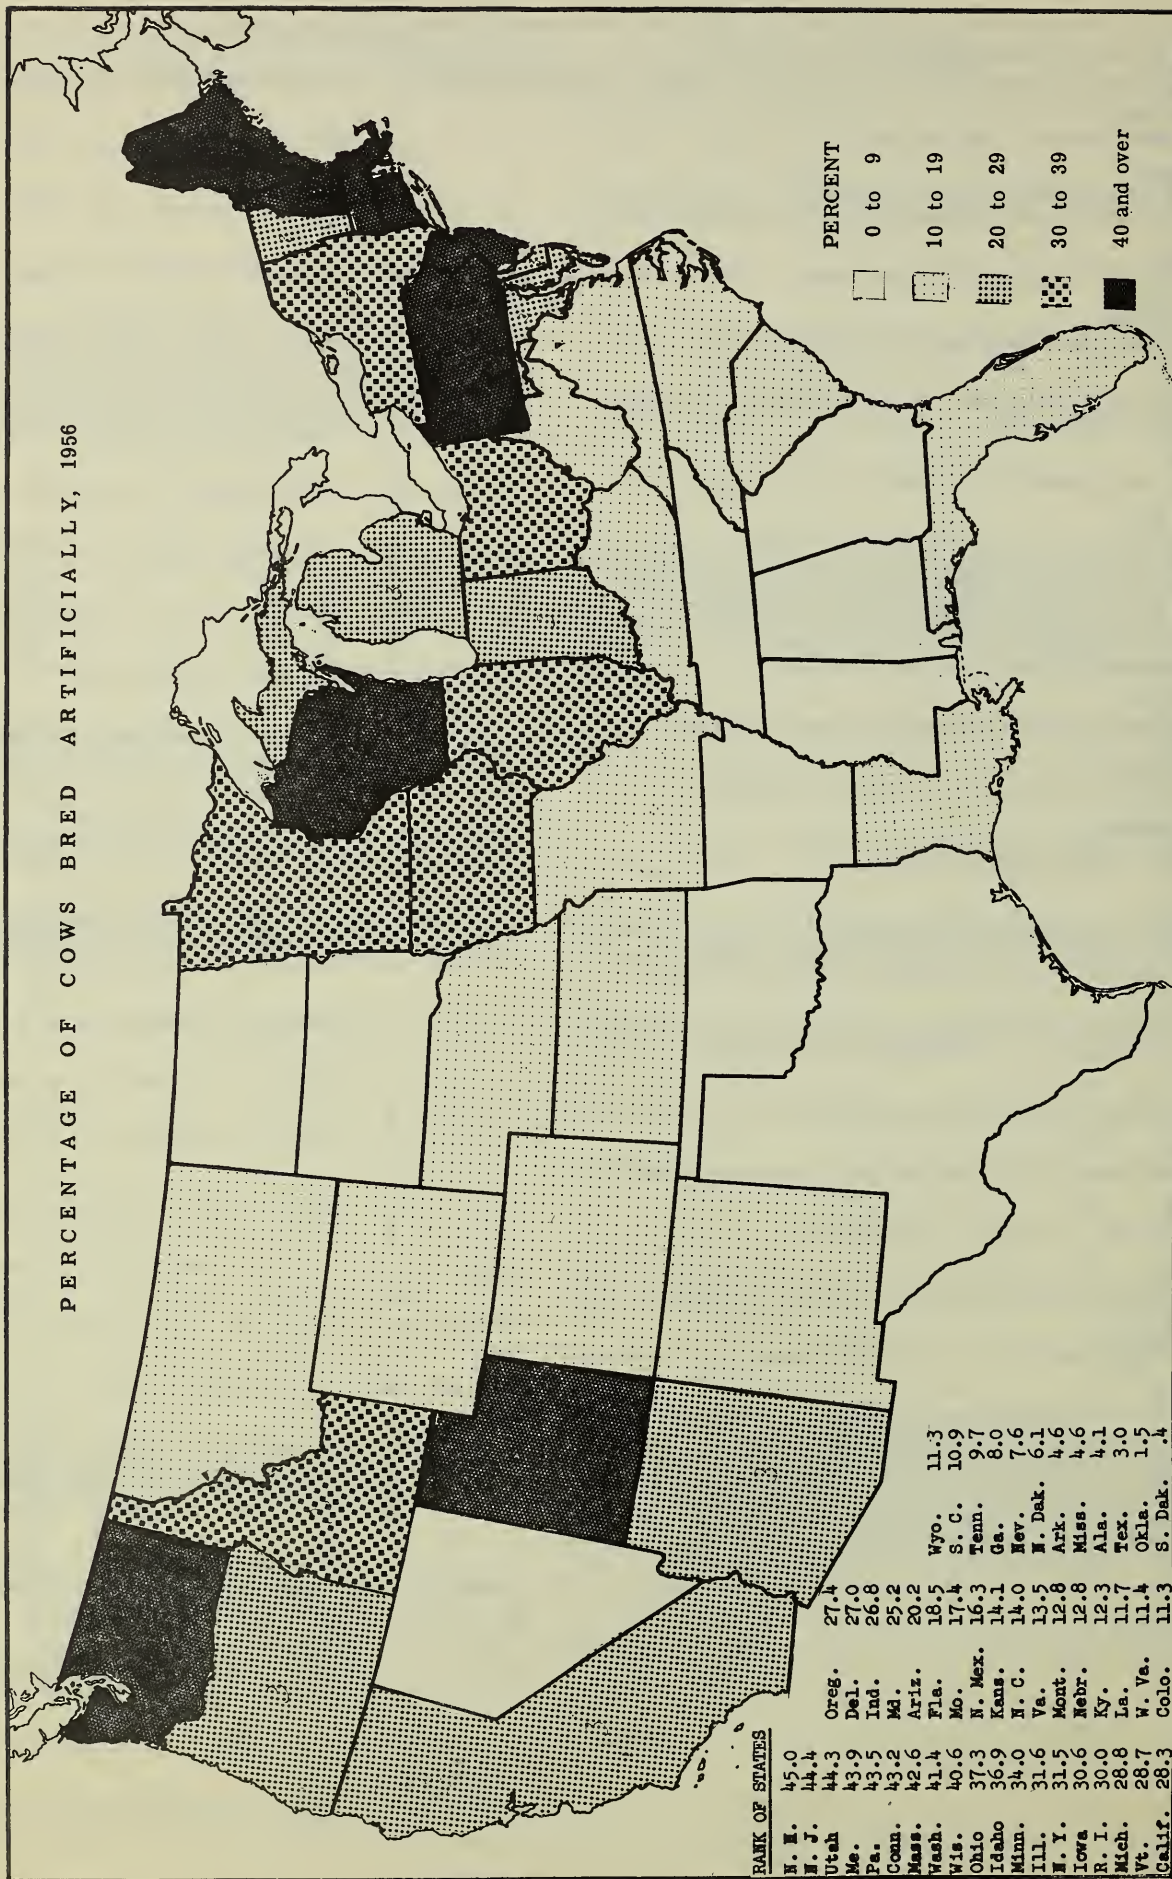 PERCENTAGE OF COWS BRED ARTIFICIALLY, 1956
PERCENT
0 to 9
10 to 19
20 to 29
30 to 39
40 and over
RANK OF STATES
N. H. 45.0
N. J. 44.4
Utah 44.3 Oreg. 27.4
Me. 43.9 Del. 27.0
Pa. 43.5 Ind. 26.8
Conn. 43.2 Md. 25.2
Mass. 42.6 Ariz. 20.2
Wash. 41.4 Fla. 18.5 Wyo. 11.3
Wis. 40.6 Mo. 17.4 S. C. 10.9
Ohio 37.3 N. Mex. 16.3 Tenn. 9.7
Idaho 36.9 Kans. 14.1 Ga. 8.0
Minn. 34.0 N. C. 14.0 Nev. 7.6
Ill. 31.6 Va. 13.5 N. Dak. 6.1
N. Y. 31.5 Mont. 12.8 Ark. 4.6
Iowa 30.6 Nebr. 12.8 Miss. 4.6
R. I. 30.0 Ky. 12.3 Ala. 4.1
Mich. 28.8 La. 11.7 Tex. 3.0
Vt. 28.7 W. Va. 11.4 Okla. 1.5
Calif. 28.3 Colo. 11.3 S. Dak. .4